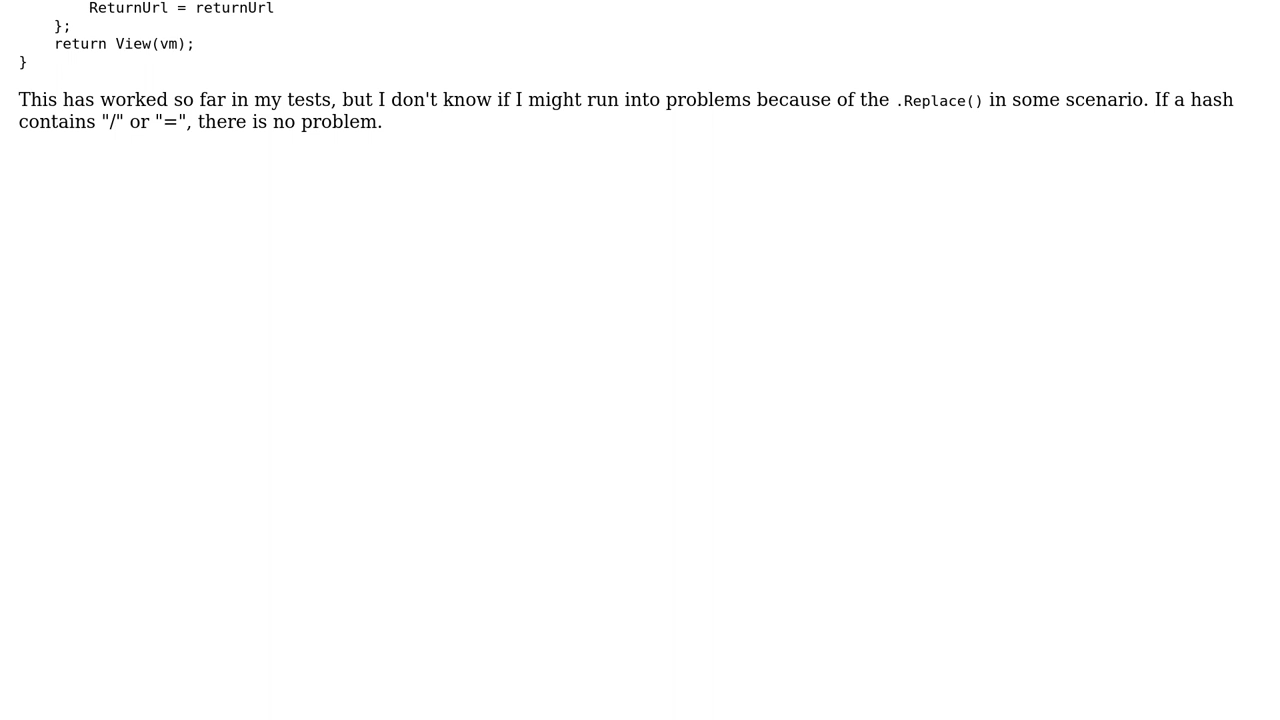 ReturnUrl = returnUrl
};
return View(vm);
}
This has worked so far in my tests, but I don't know if I might run into problems because of the .Replace() in some scenario. If a hash
contains "/" or "=", there is no problem.